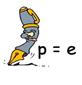 p = e